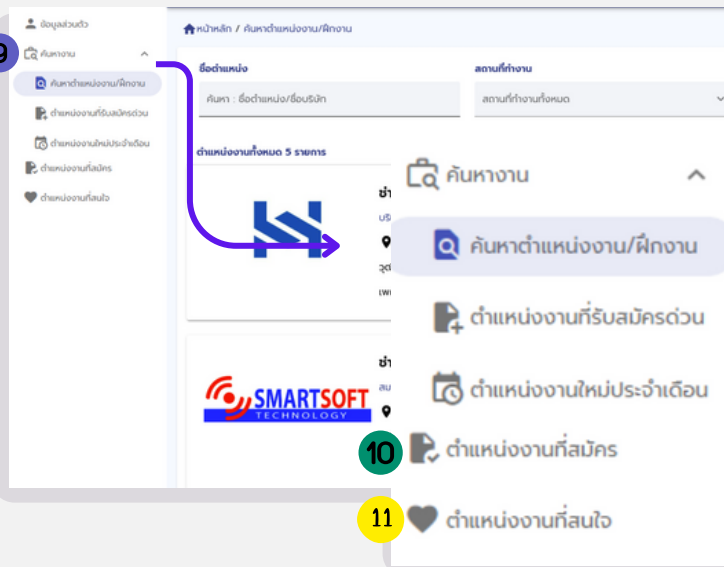 ข้อมูลส่วนตัว
หน้าหลัก / ค้นหาตำแหน่งงาน/ฝึกงาน
9
ค้นหางาน
ค้นหาตำแหน่งงาน/ฝึกงาน
ตำแหน่งงานที่รับสมัครด่วน
ตำแหน่งงานใหม่ประจำเดือน
ตำแหน่งงานที่สมัคร
ตำแหน่งงานที่สนใจ
ชื่อตำแหน่ง
สถานที่ทำงาน
ค้นหา : ชื่อตำแหน่ง/ชื่อบริษัท
สถานที่ทำงานทั้งหมด
ตำแหน่งงานทั้งหมด 5 รายการ
SMARTSOFT
TECHNOLOGY
ค้นหางาน
ค้นหาตำแหน่งงาน/ฝึกงาน
ตำแหน่งงานที่รับสมัครด่วน
ตำแหน่งงานใหม่ประจำเดือน
10 ตำแหน่งงานที่สมัคร
11 ตำแหน่งงานที่สนใจ